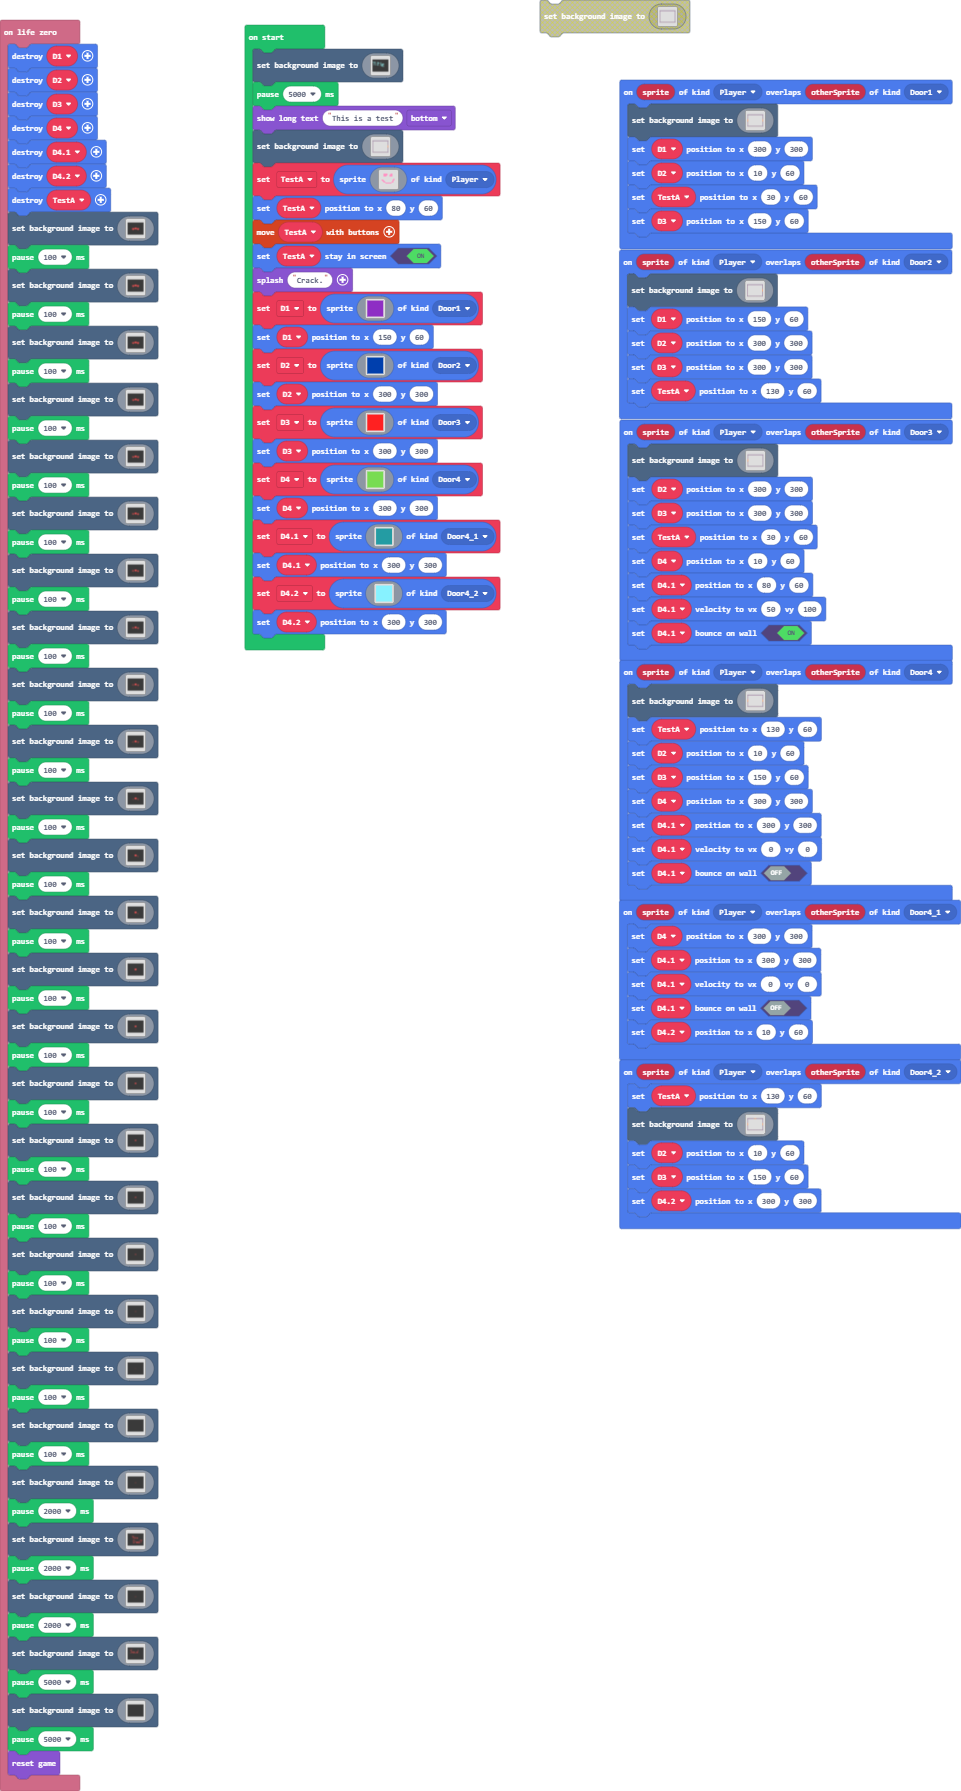 on life zero
destroy D1
destroy D2
destroy D3
destroy D4
destroy D4.1
destroy D4.2
destroy TestA
set background image to
pause 100 ms
set background image to
pause 100 ms
set background image to
pause 100 ms
set background image to
pause 100 ms
set background image to
pause 100 ms
set background image to
pause 100 ms
set background image to
pause 100 ms
set background image to
pause 100 ms
set background image to
pause 100 ms
set background image to
pause 100 ms
set background image to
pause 100 ms
set background image to
pause 100 ms
set background image to
pause 100 ms
set background image to
pause 100 ms
set background image to
pause 100 ms
set background image to
pause 100 ms
set background image to
pause 100 ms
set background image to
pause 100 ms
set background image to
pause 100 ms
set background image to
pause 100 ms
set background image to
pause 100 ms
set background image to
pause 100 ms
set background image to
pause 2000 ms
set background image to
pause 2000 ms
set background image to
pause 2000 ms
set background image to
pause 5000 ms
set background image to
pause 5000 ms
reset game
on start
set background image to
pause 5000 ms
show long text "This is a test" bottom
set background image to
set TestA to sprite of kind Player
set TestA position to x 80 y 60
move TestA with buttons
set TestA stay in screen ON
splash "Crack."
set D1 to sprite of kind Door1
set D1 position to x 150 y 60
set D2 to sprite of kind Door2
set D2 position to x 300 y 300
set D3 to sprite of kind Door3
set D3 position to x 300 y 300
set D4 to sprite of kind Door4
set D4 position to x 300 y 300
set D4.1 to sprite of kind Door4_1
set D4.1 position to x 300 y 300
set D4.2 to sprite of kind Door4_2
set D4.2 position to x 300 y 300
set background image to
on sprite of kind Player overlaps otherSprite of kind Door1
set background image to
set D1 position to x 300 y 300
set D2 position to x 10 y 60
set TestA position to x 30 y 60
set D3 position to x 150 y 60
on sprite of kind Player overlaps otherSprite of kind Door2
set background image to
set D1 position to x 150 y 60
set D2 position to x 300 y 300
set D3 position to x 300 y 300
set TestA position to x 130 y 60
on sprite of kind Player overlaps otherSprite of kind Door3
set background image to
set D2 position to x 300 y 300
set D3 position to x 300 y 300
set TestA position to x 30 y 60
set D4 position to x 10 y 60
set D4.1 position to x 80 y 60
set D4.1 velocity to vx 50 vy 100
set D4.1 bounce on wall ON
on sprite of kind Player overlaps otherSprite of kind Door4
set background image to
set TestA position to x 130 y 60
set D2 position to x 10 y 60
set D3 position to x 150 y 60
set D4 position to x 300 y 300
set D4.1 position to x 300 y 300
set D4.1 velocity to vx 0 vy 0
set D4.1 bounce on wall OFF
on sprite of kind Player overlaps otherSprite of kind Door4_1
set D4 position to x 300 y 300
set D4.1 position to x 300 y 300
set D4.1 velocity to vx 0 vy 0
set D4.1 bounce on wall OFF
set D4.2 position to x 10 y 60
on sprite of kind Player overlaps otherSprite of kind Door4_2
set TestA position to x 130 y 60
set background image to
set D2 position to x 10 y 60
set D3 position to x 150 y 60
set D4.2 position to x 300 y 300